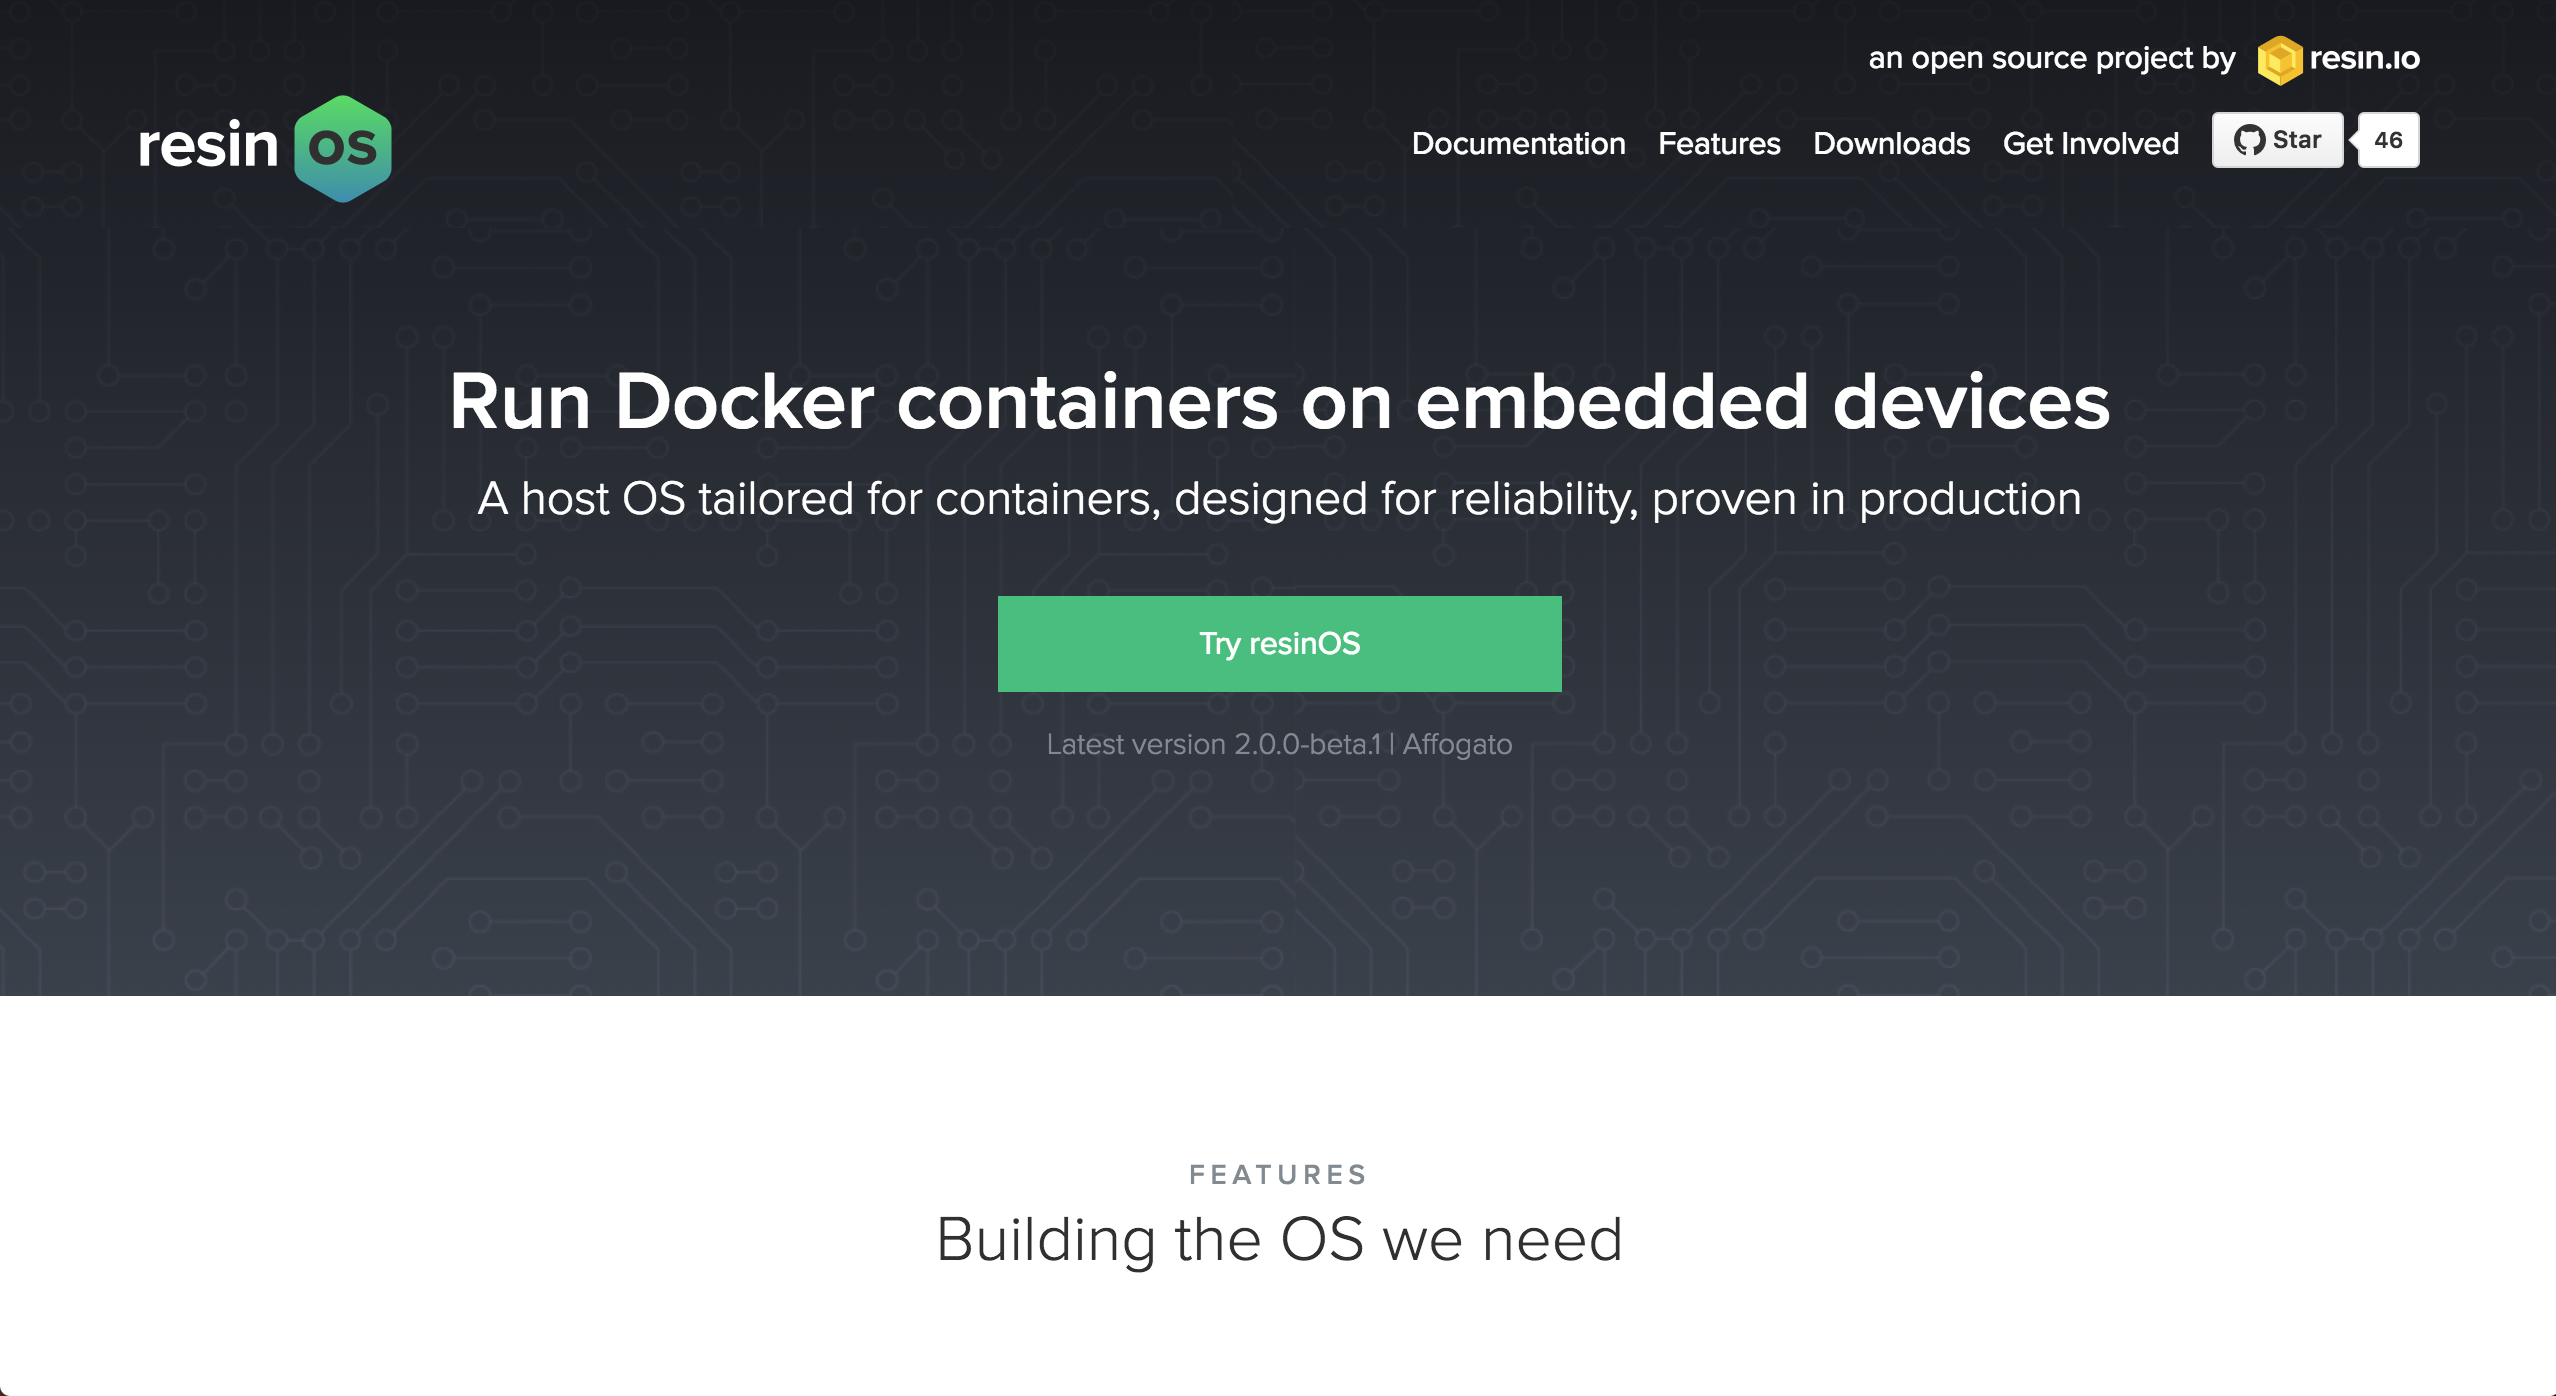 an open source project by resin.io
resin os
Documentation Features Downloads Get Involved Star 46
Run Docker containers on embedded devices
A host OS tailored for containers, designed for reliability, proven in production
Try resinOS
Latest version 2.0.0-beta.1 | Affogato
FEATURES
Building the OS we need